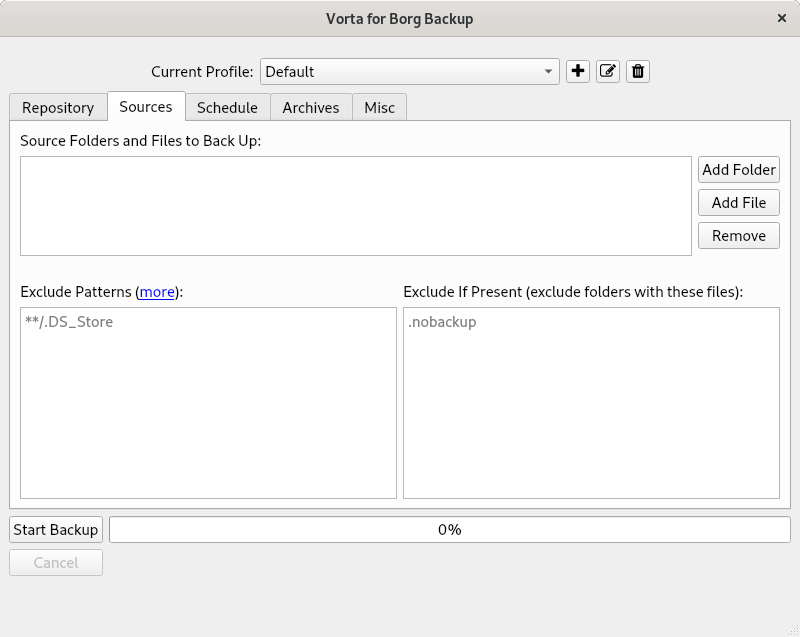 Vorta for Borg Backup
Current Profile: Default
Repository Sources Schedule Archives Misc
Source Folders and Files to Back Up:
Add Folder
Add File
Remove
Exclude Patterns (more): Exclude If Present (exclude folders with these files):
**/.DS_Store .nobackup
Start Backup 0%
Cancel